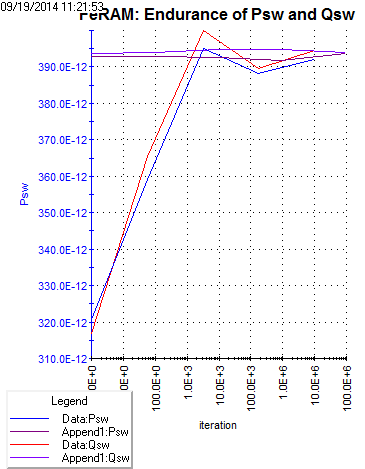 09/19/2014 11:21:53
FeRAM: Endurance of Psw and Qsw
390.0E-12
380.0E-12
370.0E-12
360.0E-12
350.0E-12
340.0E-12
330.0E-12
320.0E-12
310.0E-12
Psw
.0E+0
10.0E+0
100.0E+0
1.0E+3
10.0E+3
100.0E+3
1.0E+6
10.0E+6
100.0E+6
iteration
Legend
Data:Psw
Append1:Psw
Data:Qsw
Append1:Qsw